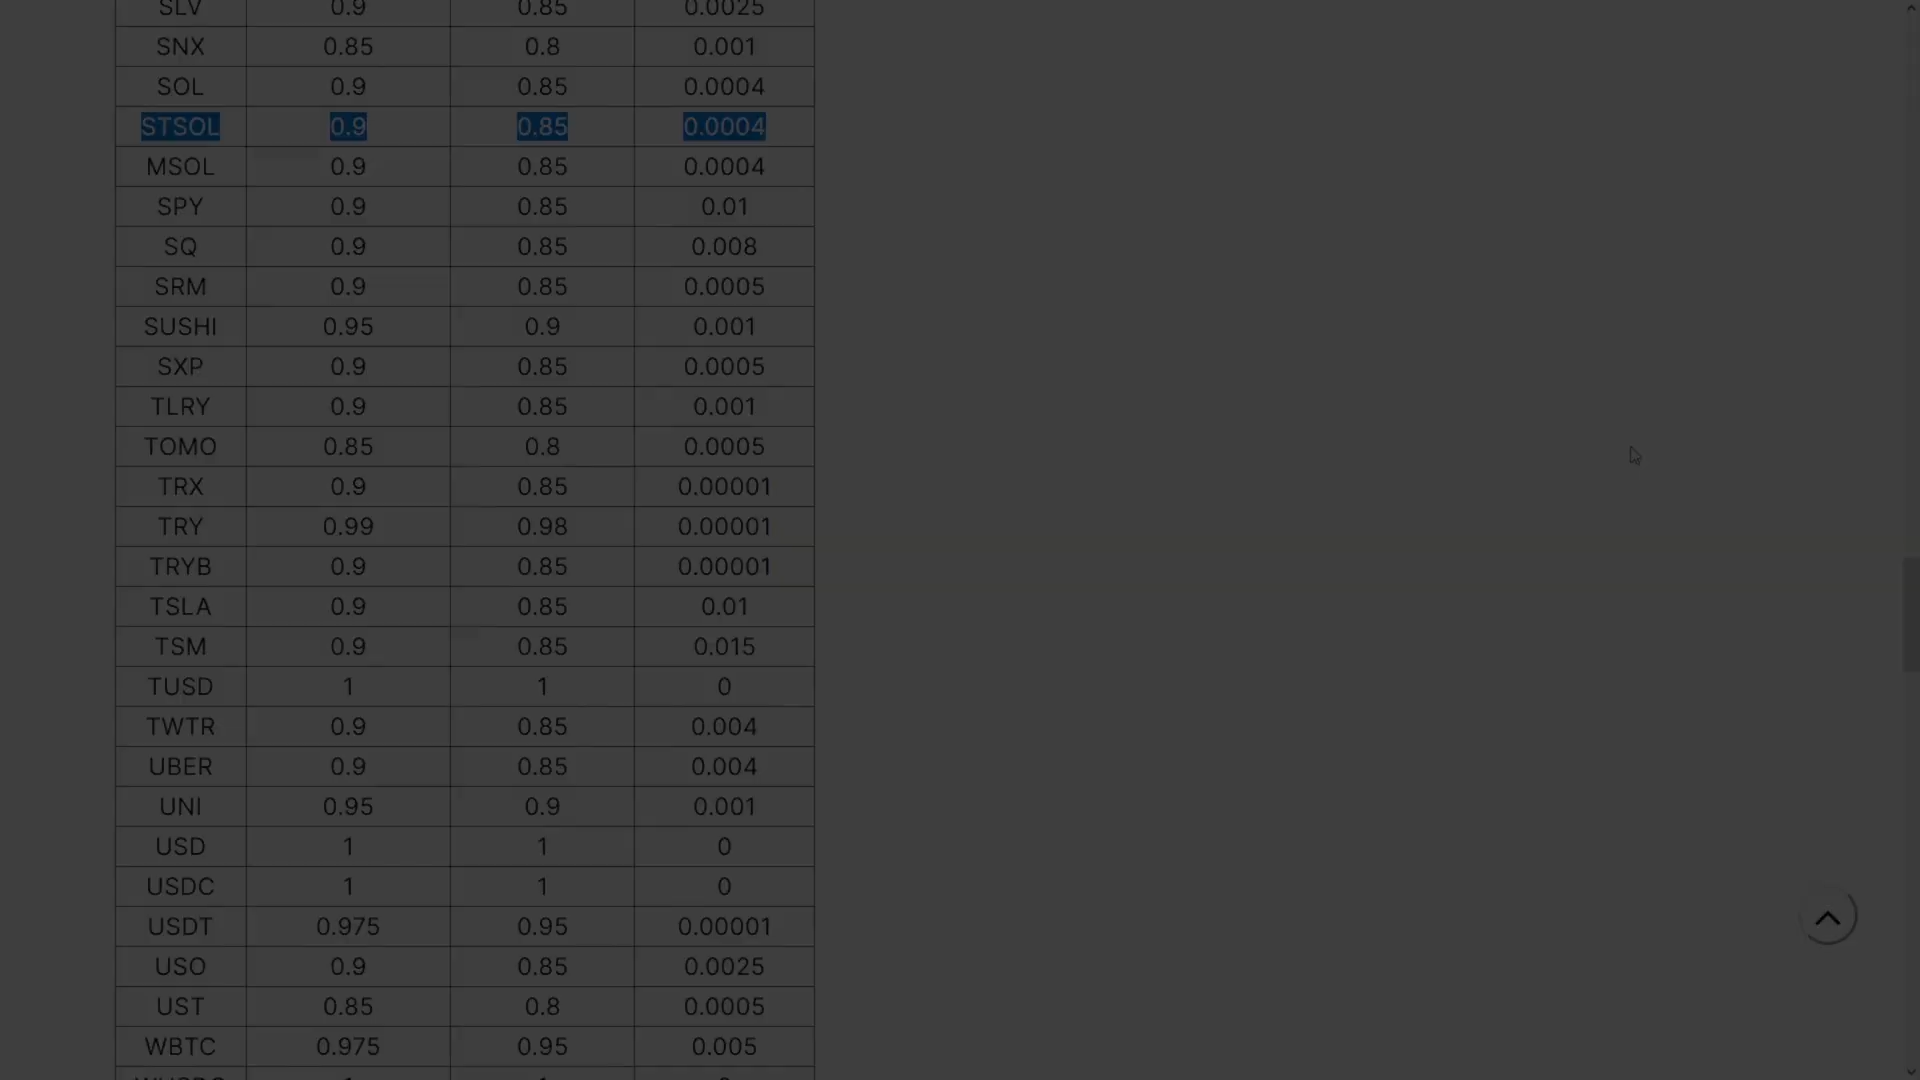 SLV 0.9 0.85 0.0025
SNX 0.85 0.8 0.001
SOL 0.9 0.85 0.0004
STSOL 0.9 0.85 0.0004
MSOL 0.9 0.85 0.0004
SPY 0.9 0.85 0.01
SQ 0.9 0.85 0.008
SRM 0.9 0.85 0.0005
SUSHI 0.95 0.9 0.001
SXP 0.9 0.85 0.0005
TLRY 0.9 0.85 0.001
TOMO 0.85 0.8 0.0005
TRX 0.9 0.85 0.00001
TRY 0.99 0.98 0.00001
TRYB 0.9 0.85 0.00001
TSLA 0.9 0.85 0.01
TSM 0.9 0.85 0.015
TUSD 1 1 0
TWTR 0.9 0.85 0.004
UBER 0.9 0.85 0.004
UNI 0.95 0.9 0.001
USD 1 1 0
USDC 1 1 0
USDT 0.975 0.95 0.00001
USO 0.9 0.85 0.0025
UST 0.85 0.8 0.0005
WBTC 0.975 0.95 0.005